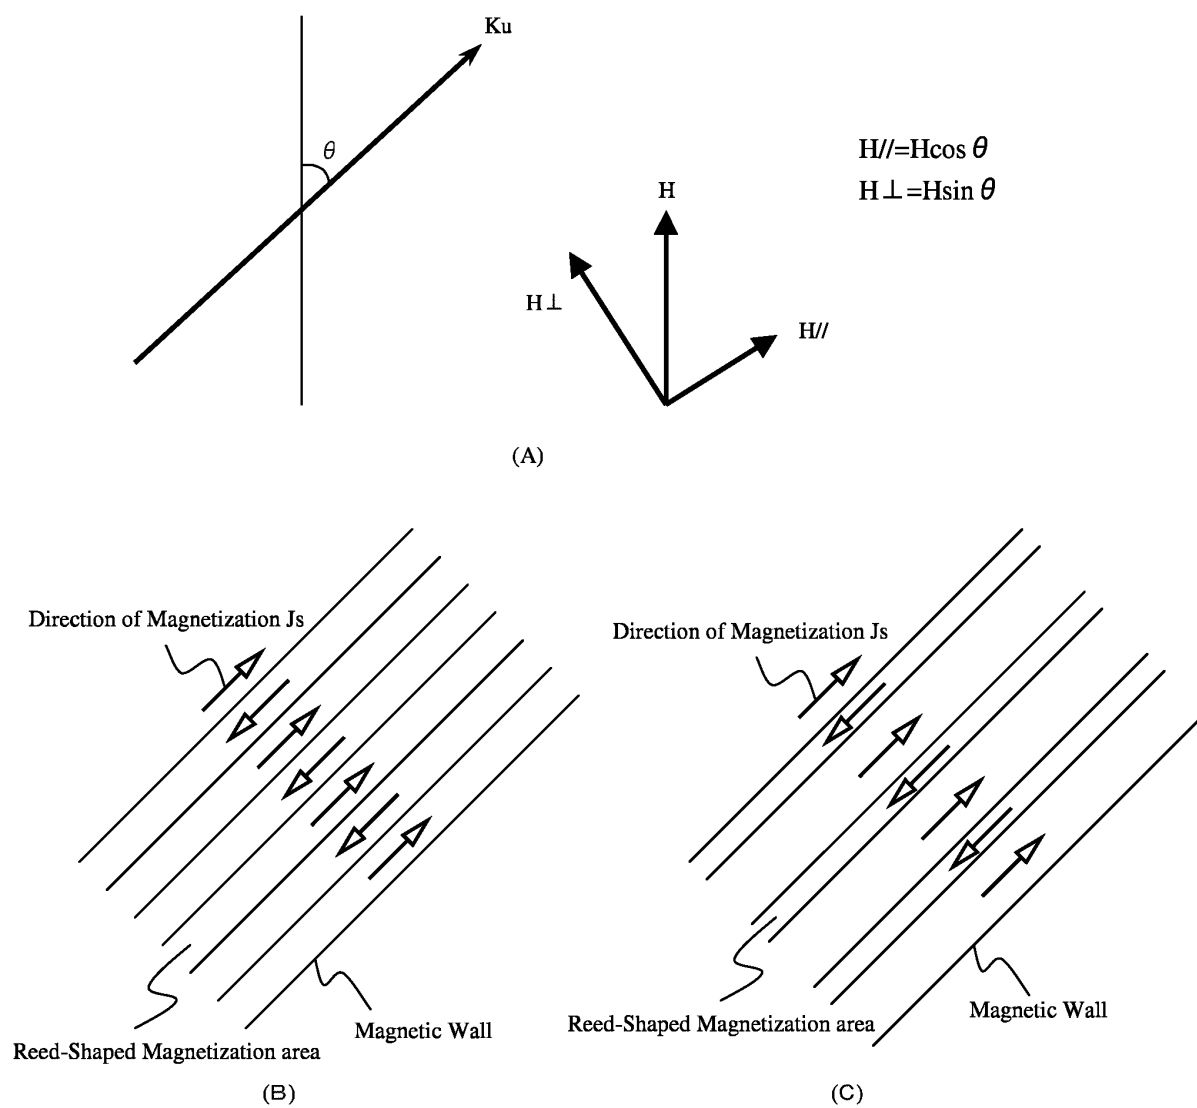 Ku
θ
H//=Hcos θ
H⊥=Hsin θ
H
H⊥
H//
(A)
Direction of Magnetization Js
Direction of Magnetization Js
Reed-Shaped Magnetization area
Magnetic Wall
Reed-Shaped Magnetization area
Magnetic Wall
(B)
(C)